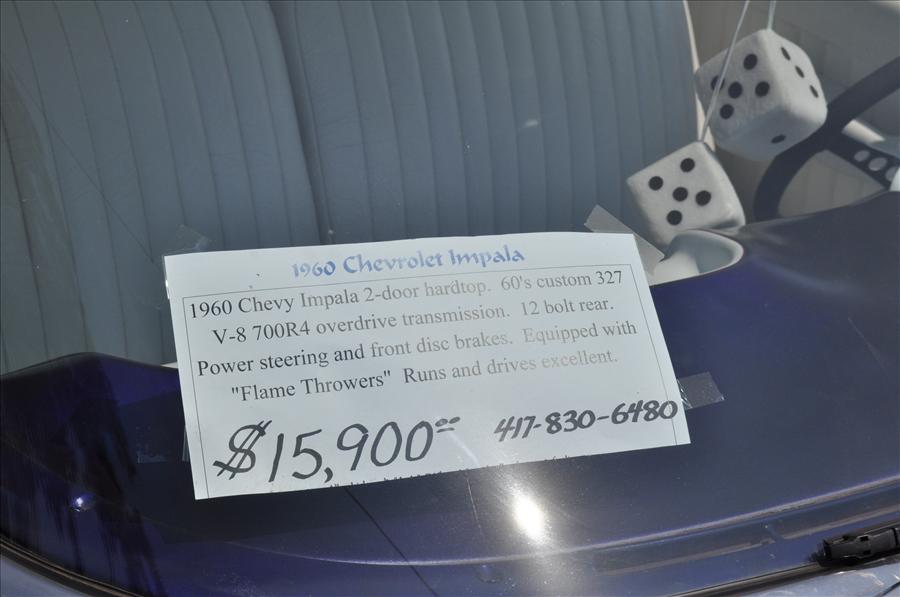 1960 Chevrolet Impala
1960 Chevy Impala 2-door hardtop. 60's custom 327
V-8 700R4 overdrive transmission. 12 bolt rear.
Power steering and front disc brakes. Equipped with
"Flame Throwers" Runs and drives excellent.
$15,900.00 417-830-6480